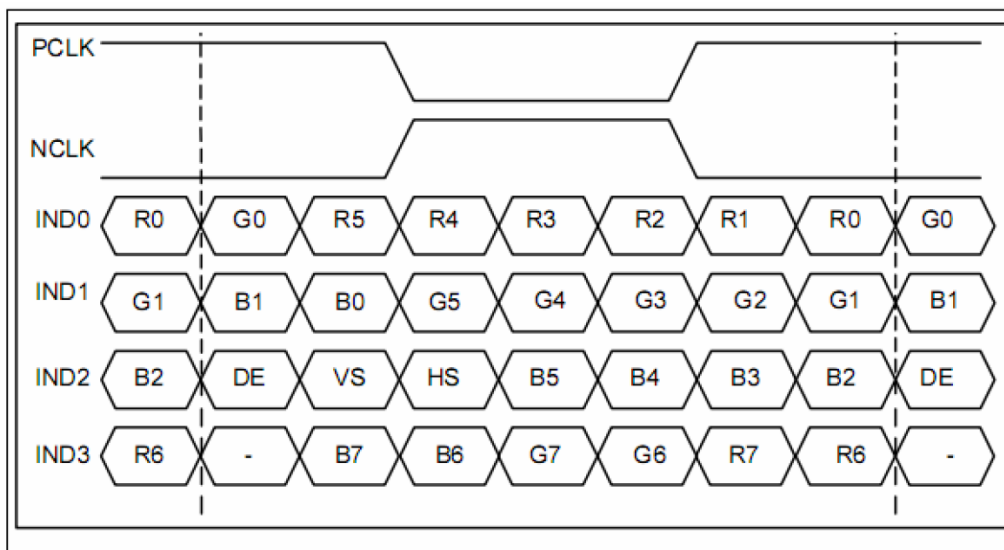 PCLK
NCLK
IND0 R0 G0 R5 R4 R3 R2 R1 R0 G0
IND1 G1 B1 B0 G5 G4 G3 G2 G1 B1
IND2 B2 DE VS HS B5 B4 B3 B2 DE
IND3 R6 - B7 B6 G7 G6 R7 R6 -